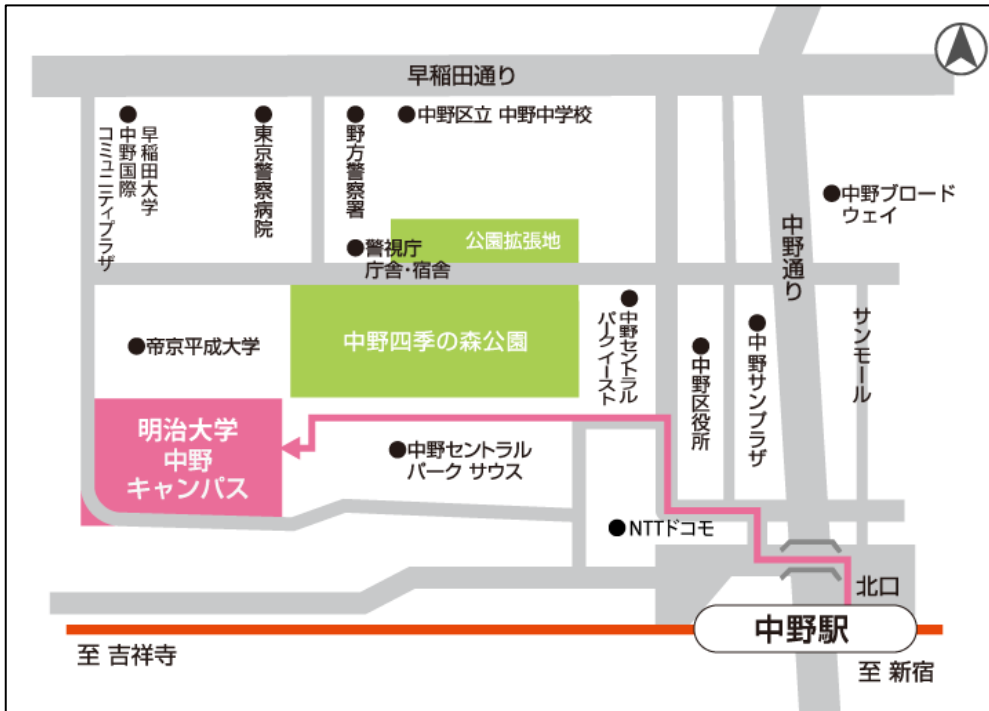 早稲田通り
早稲田大学
中野国際
コミュニティプラザ
東京警察病院
野方警察署
中野区立 中野中学校
中野ブロード
ウェイ
公園拡張地
警視庁
庁舎・宿舎
中野通り
中野四季の森公園
帝京平成大学
中野セントラル
パーク イースト
中野区役所
中野サンプラザ
サンモール
明治大学
中野
キャンパス
中野セントラル
パーク サウス
NTTドコモ
北口
中野駅
至 吉祥寺
至 新宿